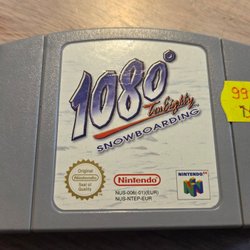 1080°
TenEighty
SNOWBOARDING
99
Original
Nintendo
Seal of
Quality
Nintendo
NUS-006(-01)(EUR)
NUS-NTEP-EUR
NINTENDO 64